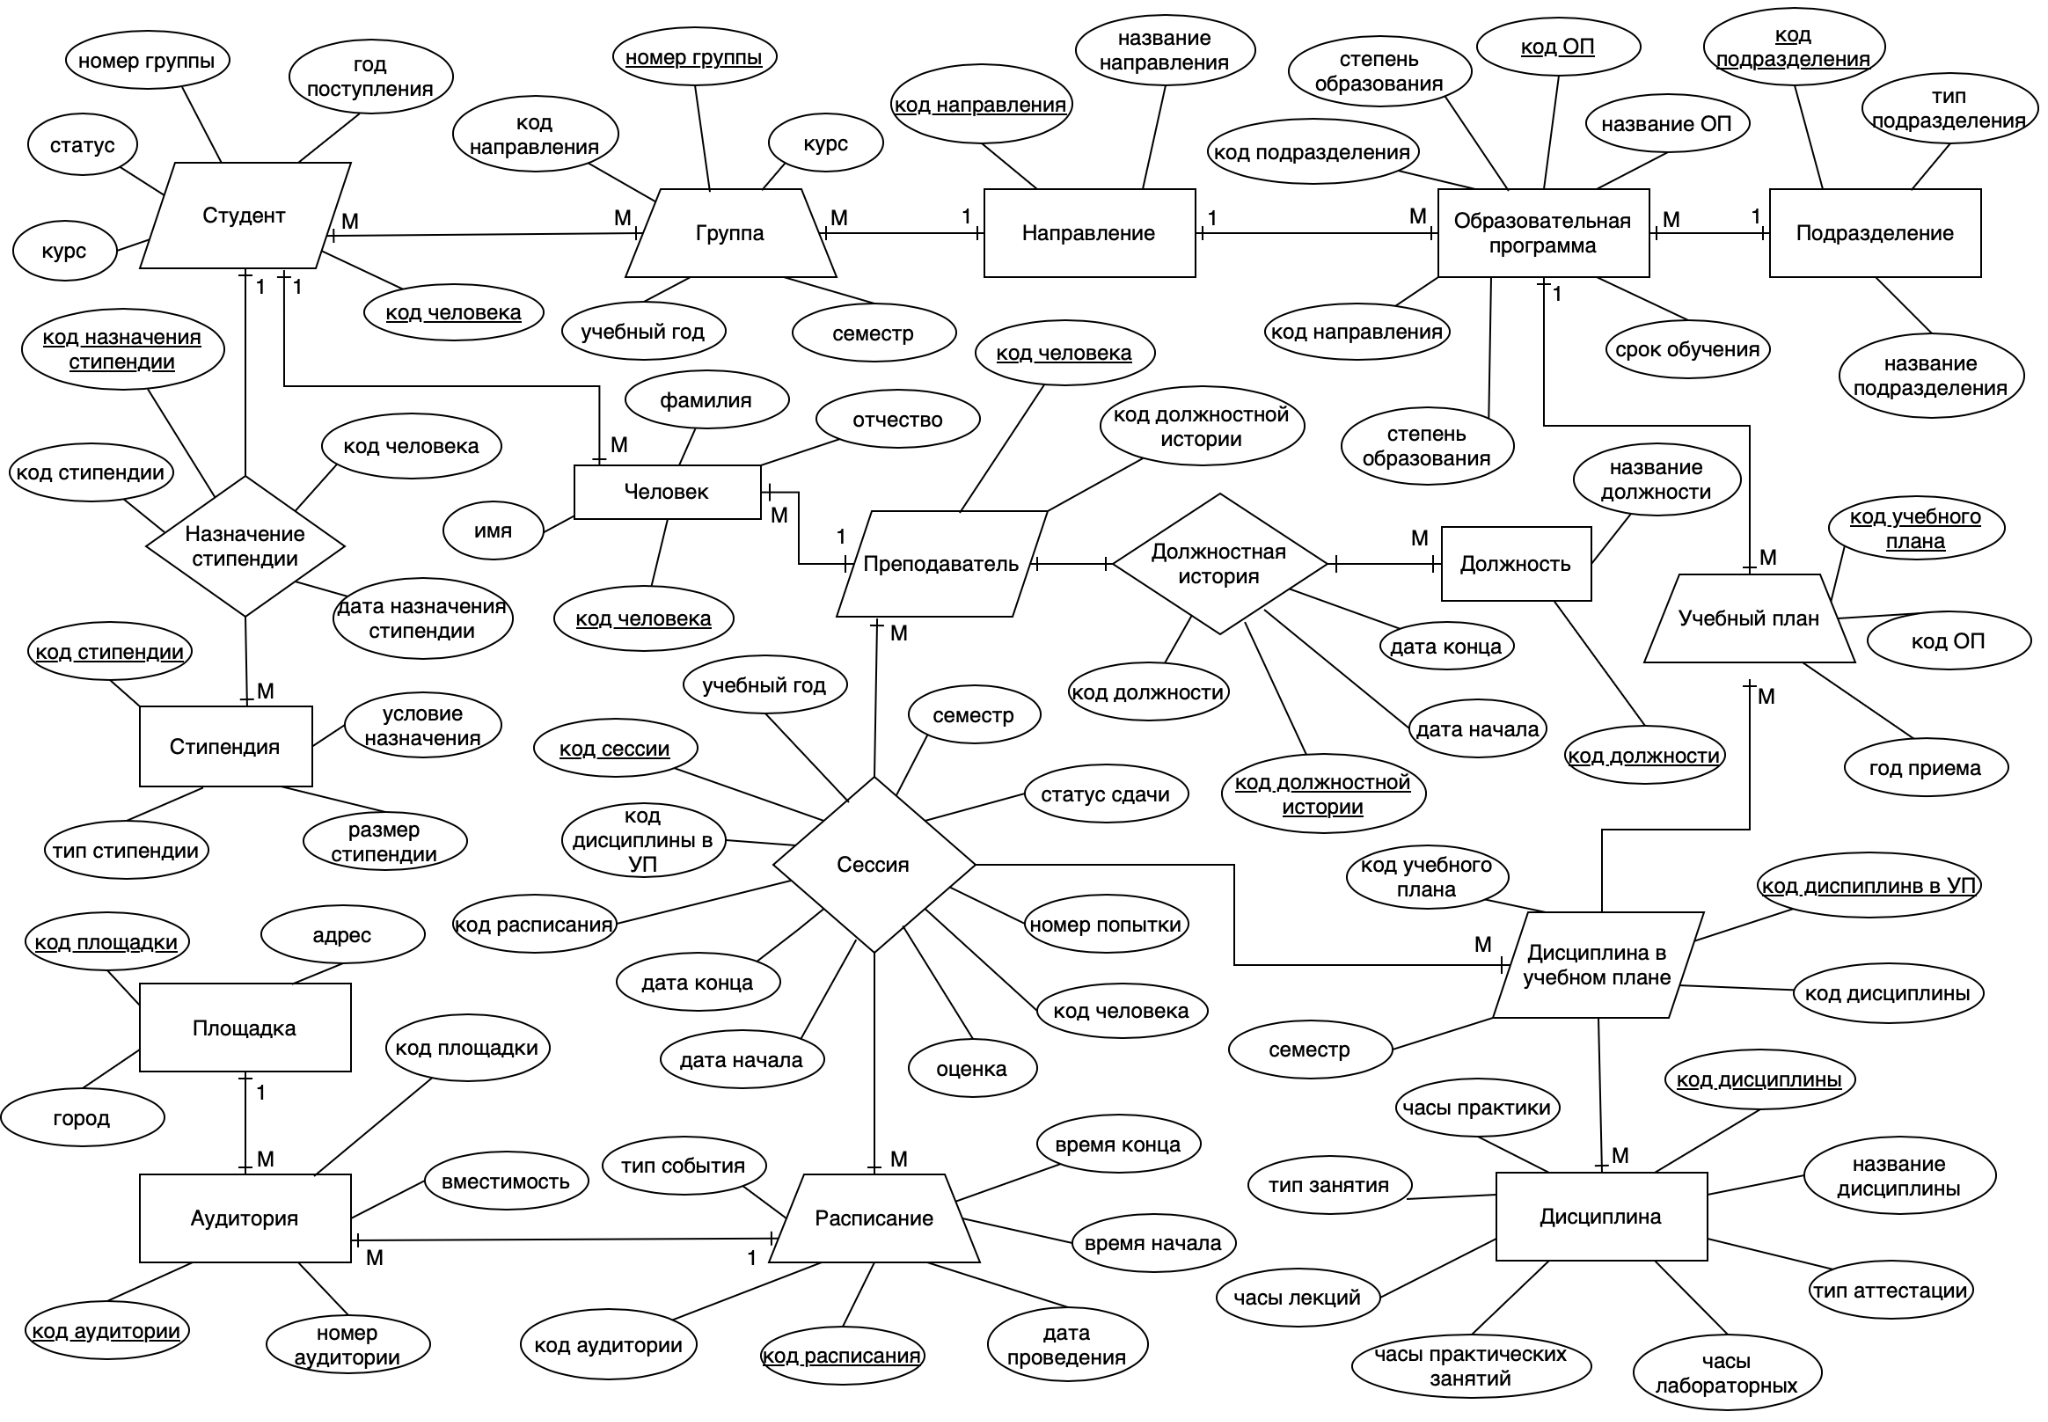 номер группы
год
поступления
статус
Студент
курс
код человека
номер группы
код
направления
курс
Группа
учебный год
семестр
код направления
название
направления
Направление
степень
образования
код ОП
название ОП
код подразделения
Образовательная
программа
код направления
срок обучения
степень
образования
код
подразделения
тип
подразделения
Подразделение
название
подразделения
M
M
M
1
1
M
M
1
1
1
1
код назначения
стипендии
код стипендии
код человека
Назначение
стипендии
дата назначения
стипендии
фамилия
отчество
M
Человек
M
имя
код человека
код человека
код должностной
истории
1
Преподаватель
M
Должностная
история
M
Должность
название
должности
код должности
дата конца
дата начала
код должностной
истории
код должности
M
код учебного
плана
Учебный план
код ОП
M
год приема
код стипендии
M
условие
назначения
Стипендия
тип стипендии
размер
стипендии
учебный год
семестр
код сессии
статус сдачи
код
дисциплины в
УП
Сессия
код расписания
номер попытки
дата конца
код человека
дата начала
оценка
код учебного
плана
код диспиплинв в УП
M
Дисциплина в
учебном плане
код дисциплины
семестр
код площадки
адрес
Площадка
код площадки
город
1
M
вместимость
Аудитория
M
1
код аудитории
номер
аудитории
тип события
M
время конца
Расписание
время начала
код аудитории
код расписания
дата
проведения
часы практики
код дисциплины
M
тип занятия
название
дисциплины
Дисциплина
часы лекций
тип аттестации
часы практических
занятий
часы
лабораторных